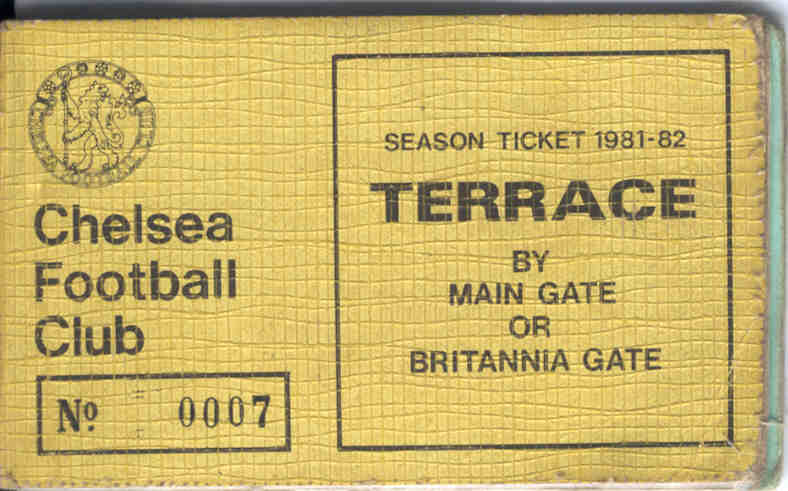 Chelsea
Football
Club
Nº 0007
SEASON TICKET 1981-82
TERRACE
BY
MAIN GATE
OR
BRITANNIA GATE